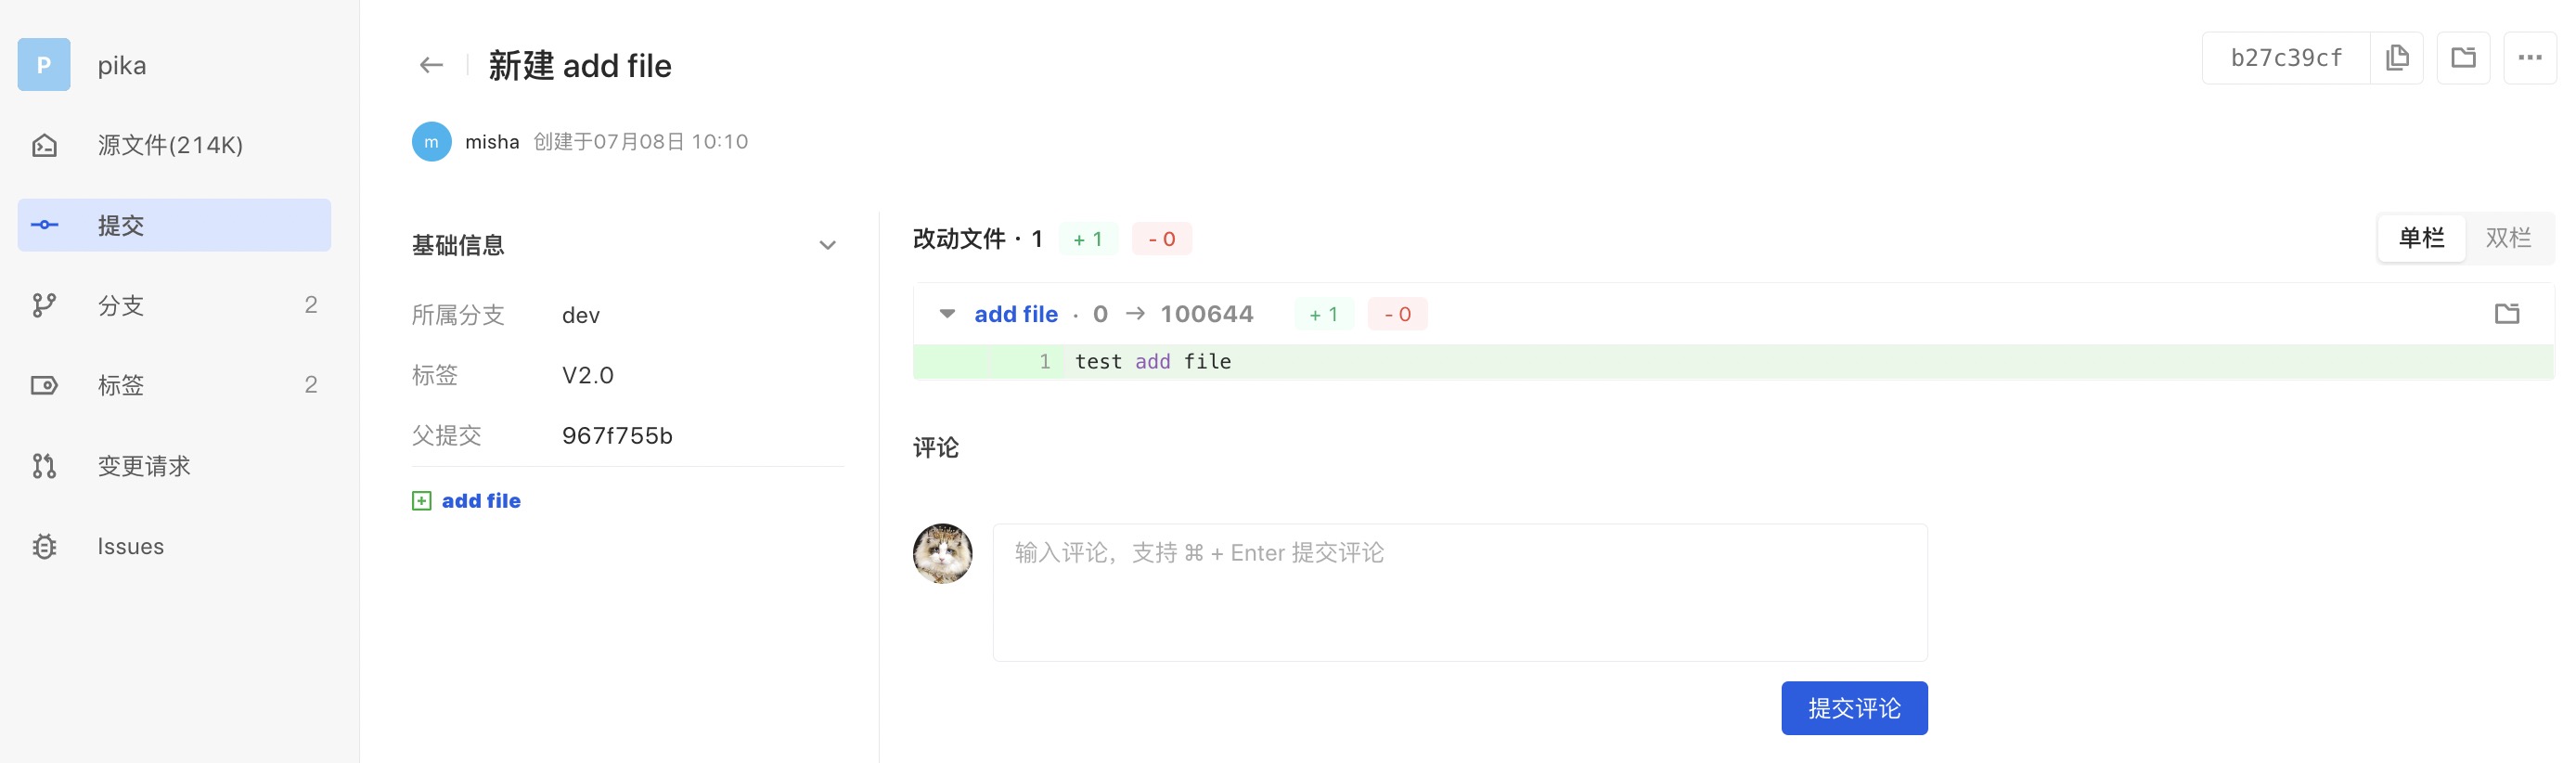 P pika
源文件(214K)
提交
分支 2
标签 2
变更请求
Issues
新建 add file
b27c39cf
m misha 创建于07月08日 10:10
基础信息
所属分支 dev
标签 V2.0
父提交 967f755b
add file
改动文件 · 1 + 1 - 0
单栏 双栏
add file · 0 → 100644 + 1 - 0
1 test add file
评论
输入评论，支持 ⌘ + Enter 提交评论
提交评论